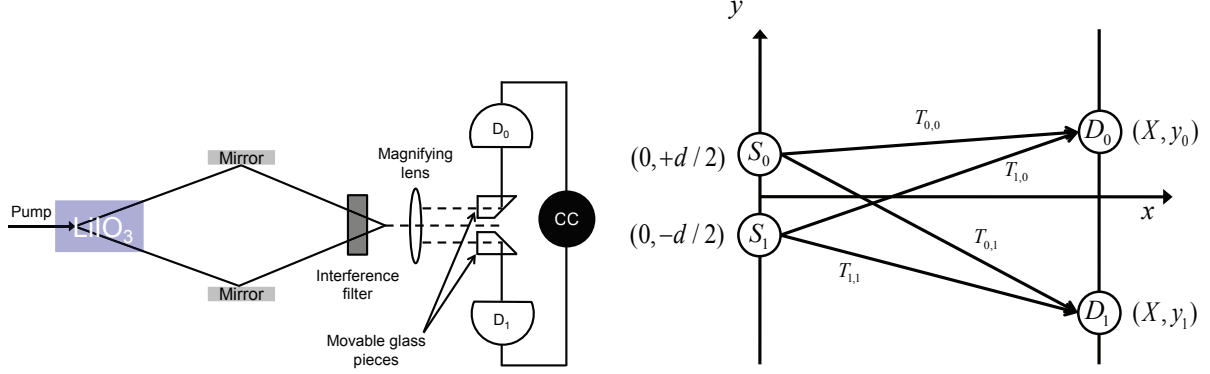 Pump
LiIO₃
Mirror
Mirror
Interference
filter
Magnifying
lens
D₀
D₁
CC
Movable glass
pieces
y
x
(0,+d / 2)
S₀
(0,−d / 2)
S₁
T₀,₀
T₁,₀
T₀,₁
T₁,₁
D₀
(X, y₀)
D₁
(X, y₁)